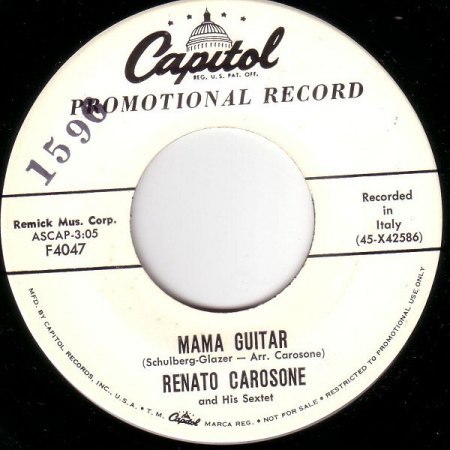 Capitol
REG. U.S. PAT. OFF.
PROMOTIONAL RECORD
1596
Remick Mus. Corp.
ASCAP-3:05
F4047
Recorded
in
Italy
(45-X42586)
MAMA GUITAR
(Schulberg-Glazer — Arr. Carosone)
RENATO CAROSONE
and His Sextet
MFD. BY CAPITOL RECORDS, INC., U.S.A. • T. M. Capitol MARCA REG. • NOT FOR SALE • RESTRICTED TO PROMOTIONAL USE ONLY